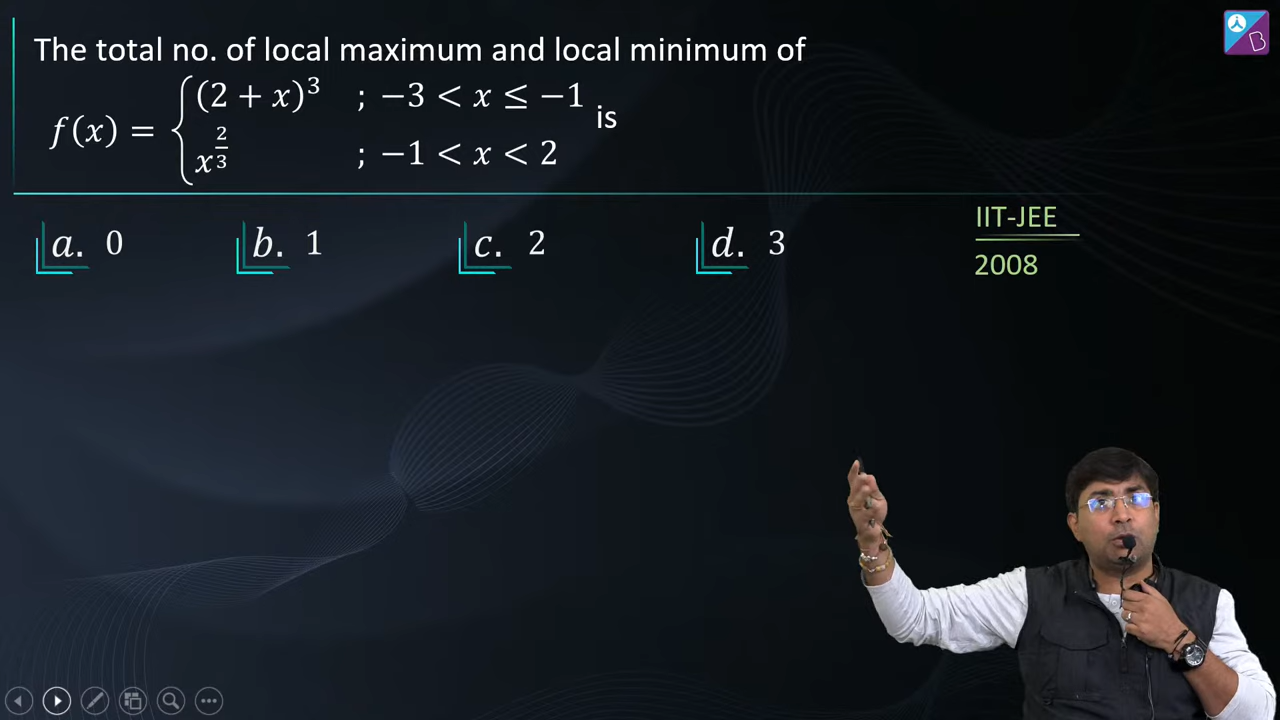 The total no. of local maximum and local minimum of
f(x) = { (2 + x)³ ; −3 < x ≤ −1
x^(2/3) ; −1 < x < 2 is
a. 0 b. 1 c. 2 d. 3
IIT-JEE
2008
B